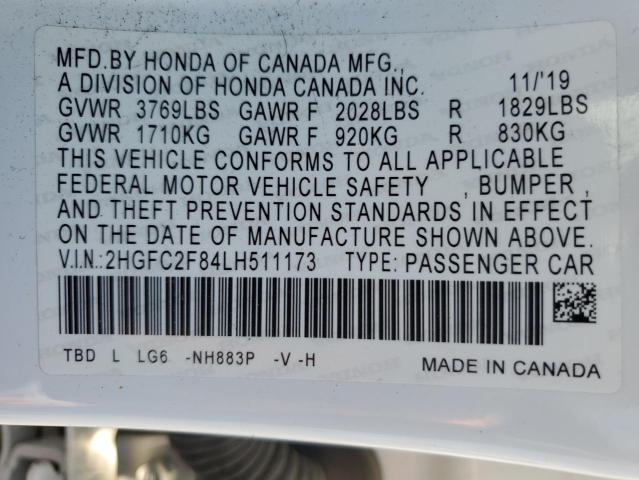 MFD.BY HONDA OF CANADA MFG.,
A DIVISION OF HONDA CANADA INC. 11/'19
GVWR 3769LBS GAWR F 2028LBS R 1829LBS
GVWR 1710KG GAWR F 920KG R 830KG
THIS VEHICLE CONFORMS TO ALL APPLICABLE
FEDERAL MOTOR VEHICLE SAFETY , BUMPER ,
AND THEFT PREVENTION STANDARDS IN EFFECT
ON THE DATE OF MANUFACTURE SHOWN ABOVE.
V.I.N.:2HGFC2F84LH511173 TYPE: PASSENGER CAR
TBD L LG6 -NH883P -V -H
MADE IN CANADA